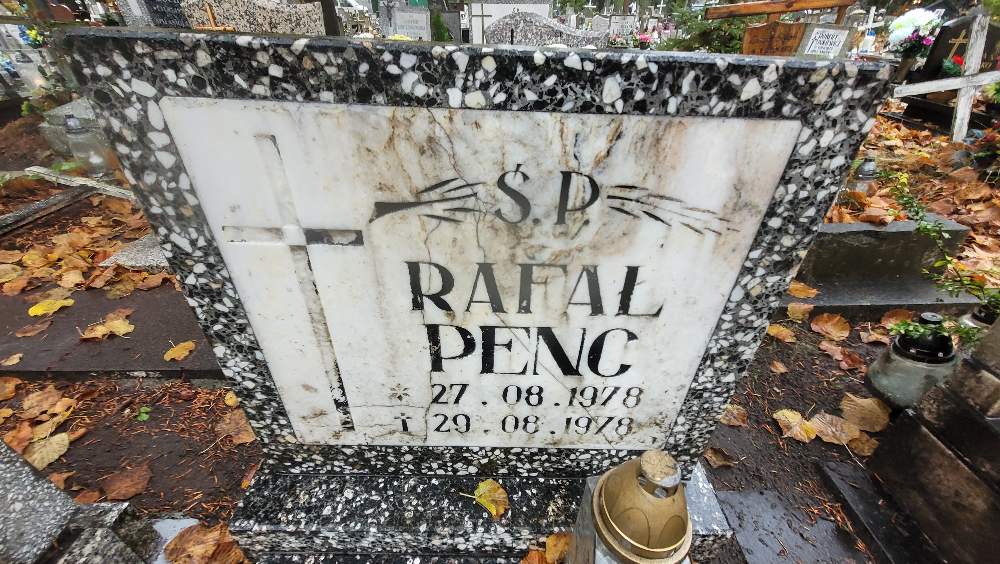 Ś.P
RAFAŁ
PENC
* 27.08.1978
† 29.08.1978